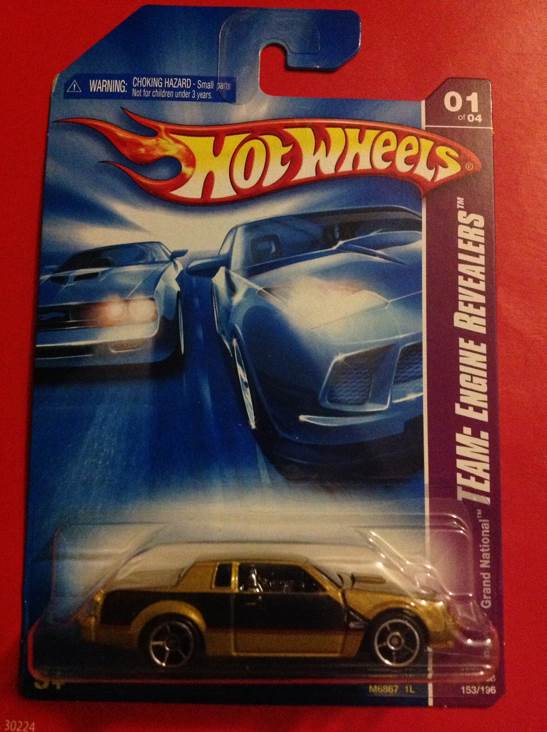 WARNING: CHOKING HAZARD - Small parts
Not for children under 3 years.
01
of 04
HOT WHEELS®
TEAM: ENGINE REVEALERS™
Grand National™
M6867 1L
153/196
30224